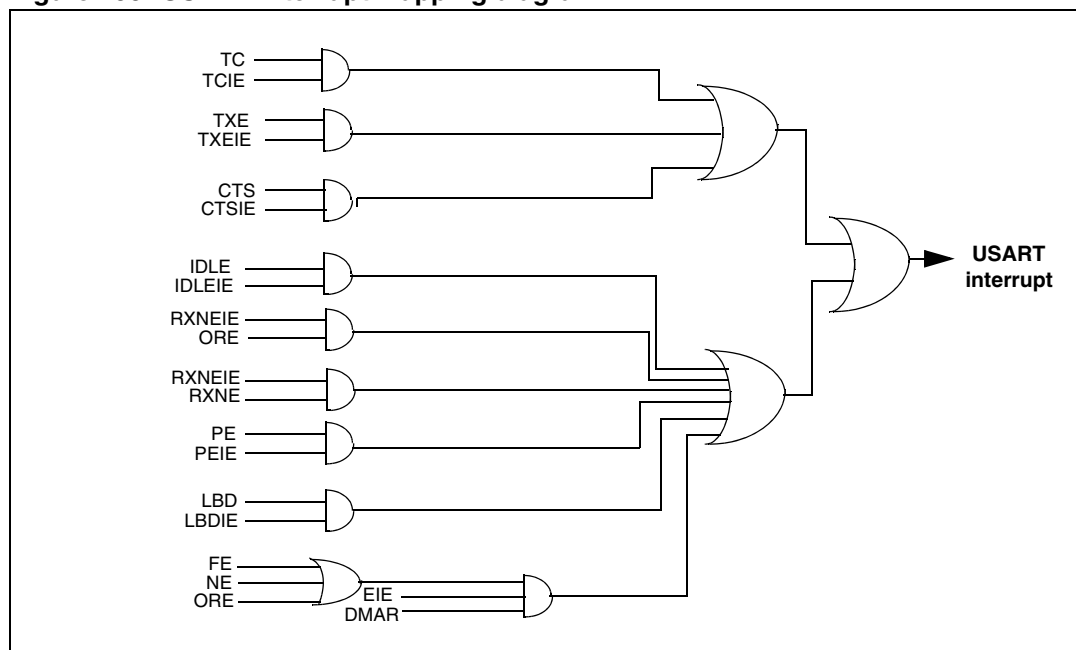 TC
TCIE
TXE
TXEIE
CTS
CTSIE
IDLE
IDLEIE
RXNEIE
ORE
RXNEIE
RXNE
PE
PEIE
LBD
LBDIE
FE
NE
ORE
EIE
DMAR
USART
interrupt